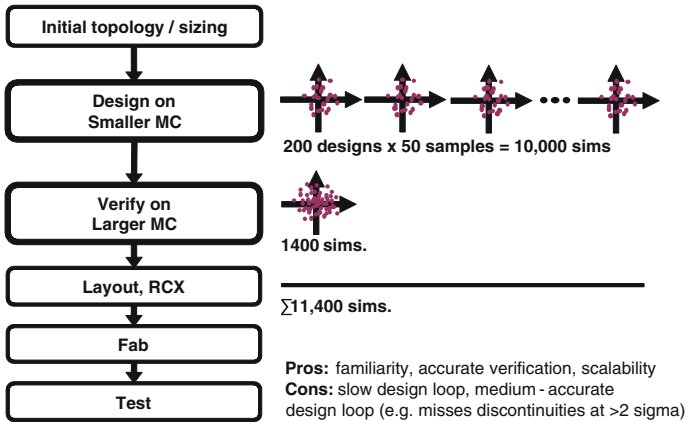 Initial topology / sizing
Design on
Smaller MC
200 designs x 50 samples = 10,000 sims
Verify on
Larger MC
1400 sims.
Layout, RCX
∑11,400 sims.
Fab
Test
Pros: familiarity, accurate verification, scalability
Cons: slow design loop, medium - accurate
design loop (e.g. misses discontinuities at >2 sigma)